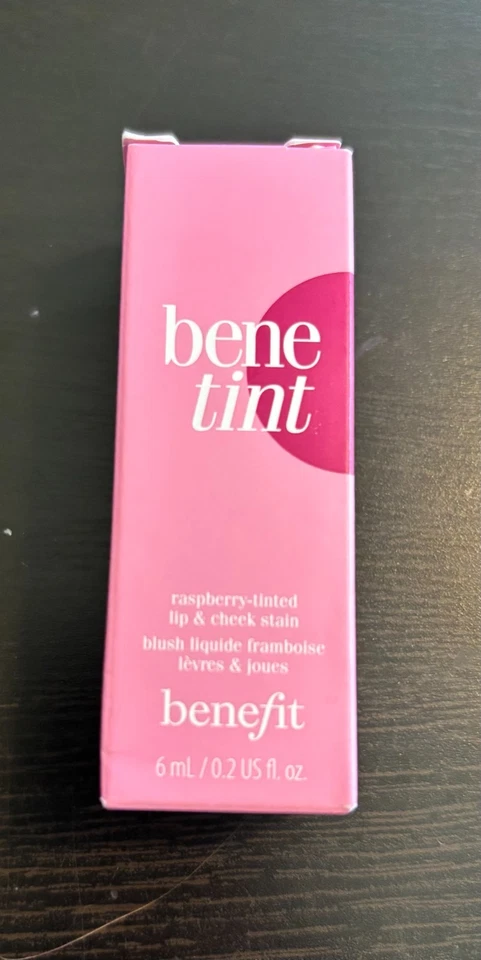 bene
tint
raspberry-tinted
lip & cheek stain
blush liquide framboise
lèvres & joues
benefit
6 mL / 0.2 US fl. oz.